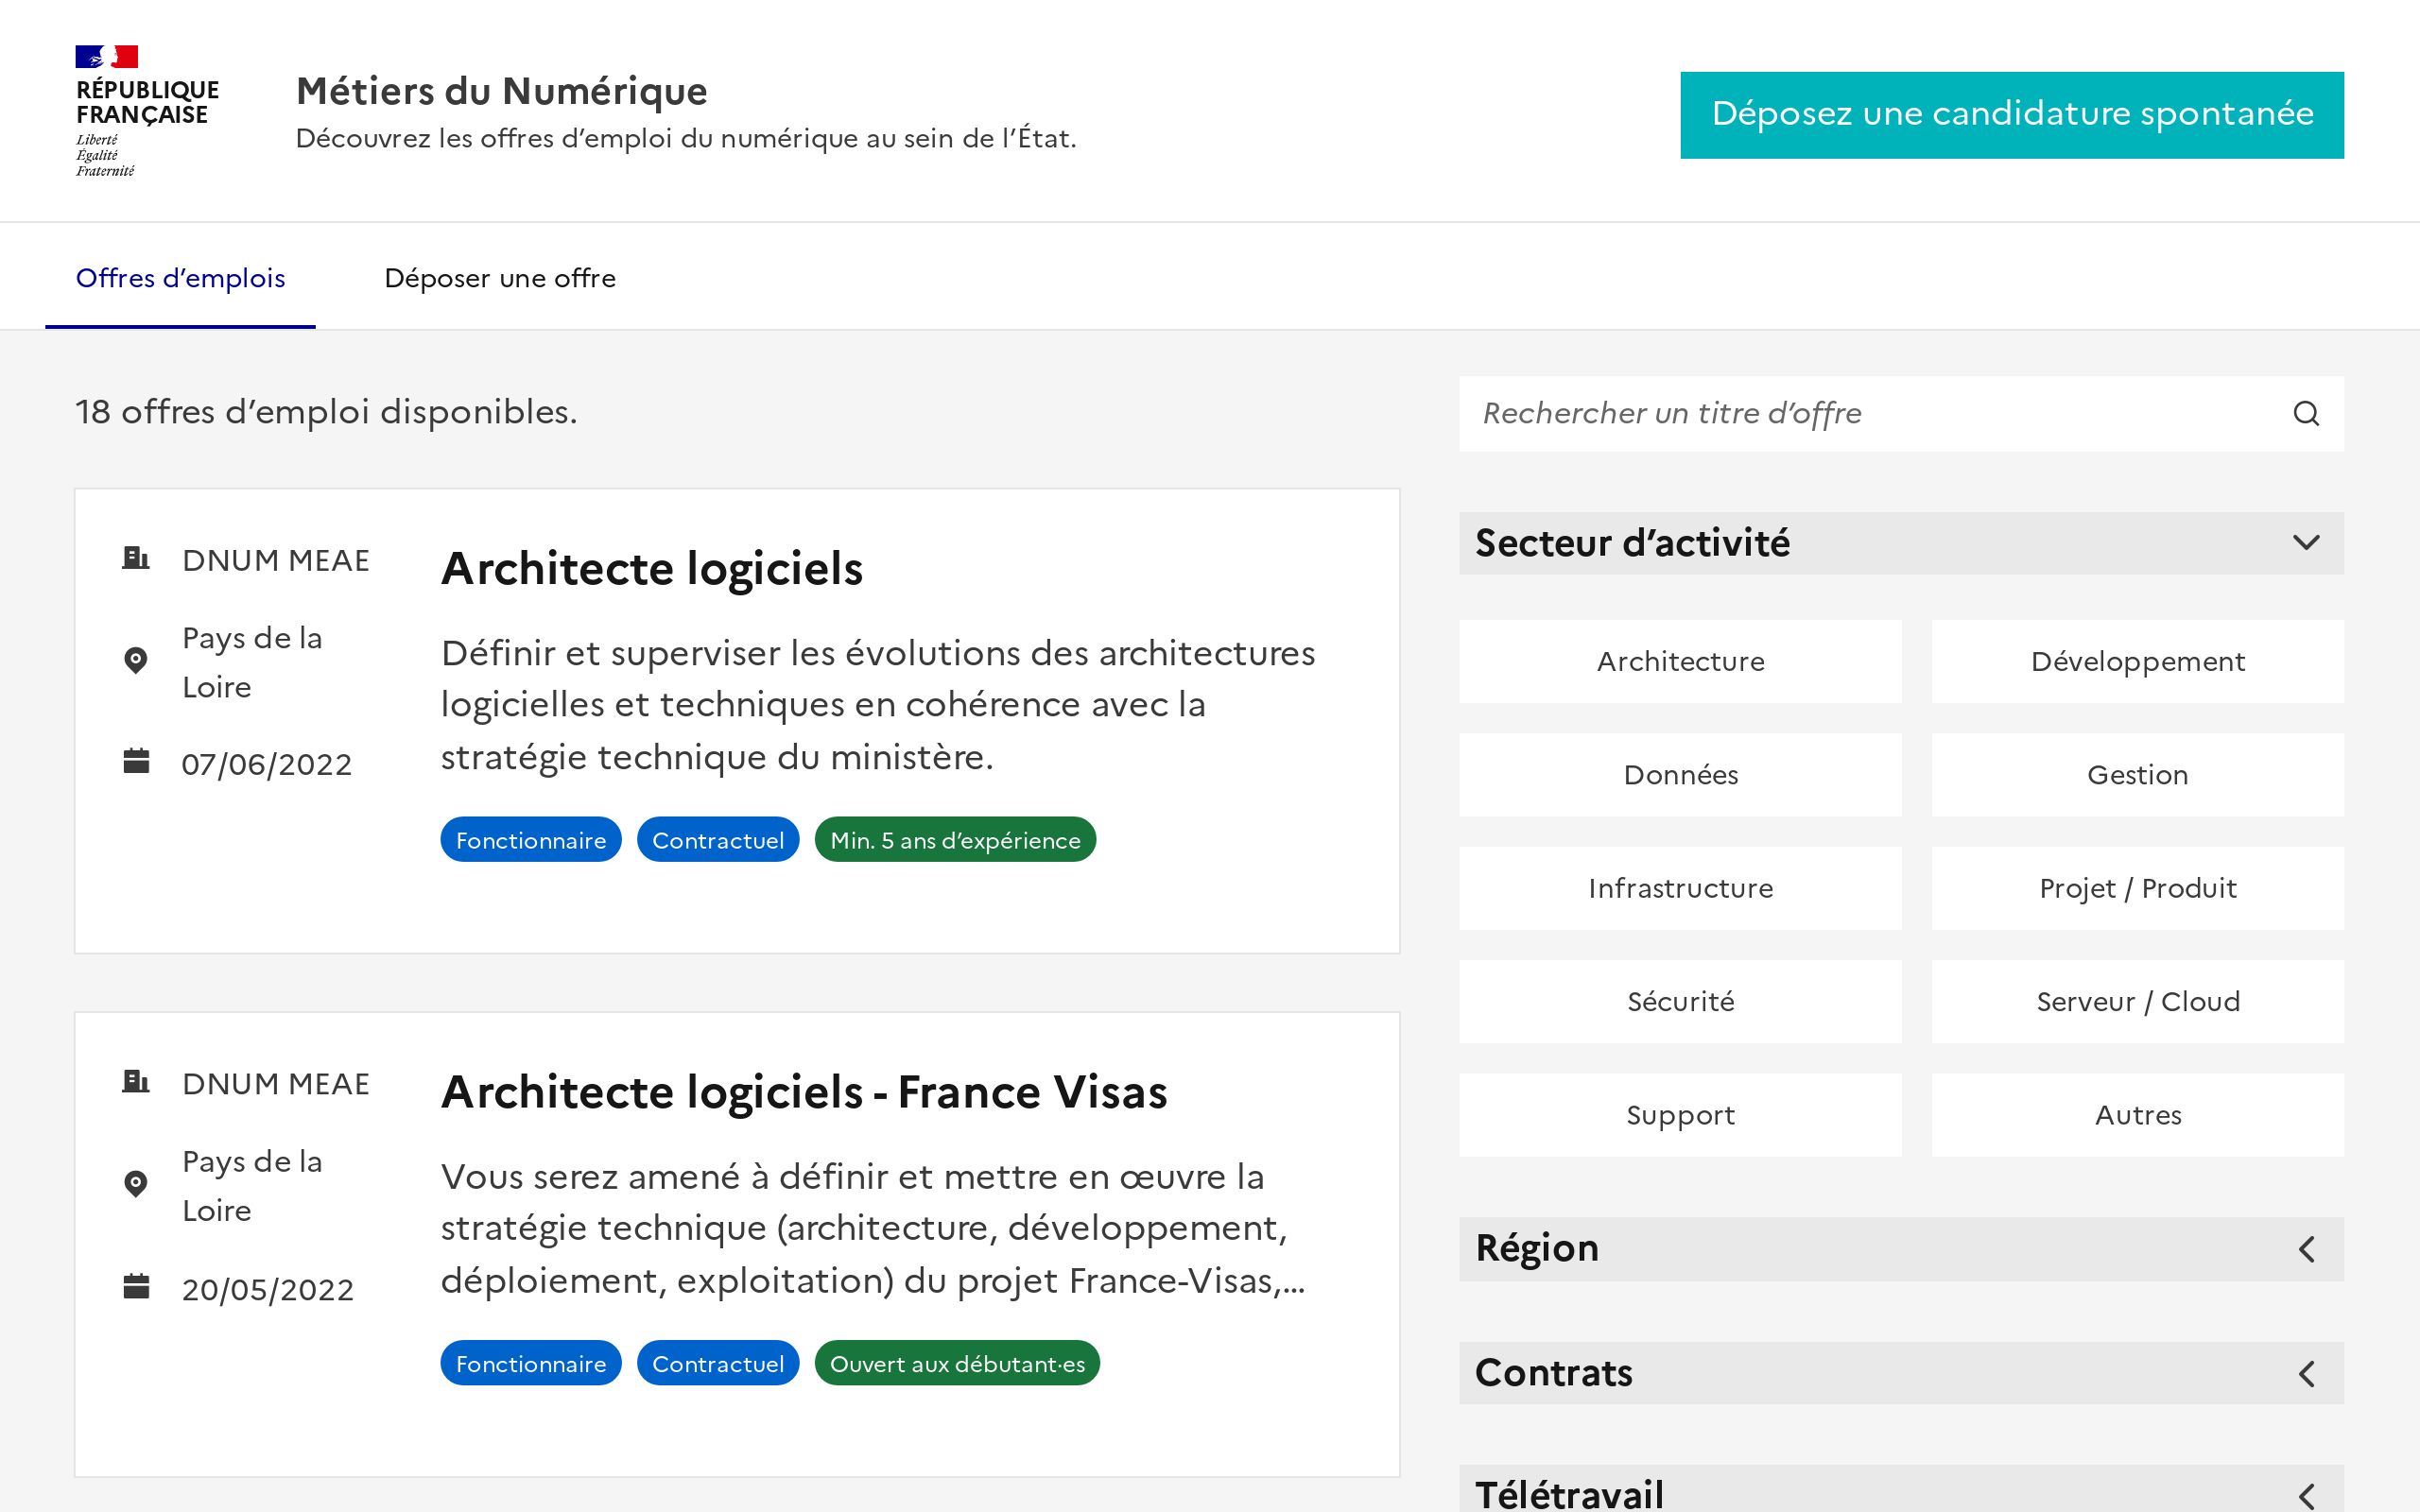 RÉPUBLIQUE
FRANÇAISE
Liberté
Égalité
Fraternité
Métiers du Numérique
Découvrez les offres d’emploi du numérique au sein de l’État.
Déposez une candidature spontanée
Offres d’emplois
Déposer une offre
18 offres d’emploi disponibles.
DNUM MEAE
Pays de la
Loire
07/06/2022
Architecte logiciels
Définir et superviser les évolutions des architectures
logicielles et techniques en cohérence avec la
stratégie technique du ministère.
Fonctionnaire
Contractuel
Min. 5 ans d’expérience
DNUM MEAE
Pays de la
Loire
20/05/2022
Architecte logiciels - France Visas
Vous serez amené à définir et mettre en œuvre la
stratégie technique (architecture, développement,
déploiement, exploitation) du projet France-Visas,…
Fonctionnaire
Contractuel
Ouvert aux débutant·es
Rechercher un titre d’offre
Secteur d’activité
Architecture
Développement
Données
Gestion
Infrastructure
Projet / Produit
Sécurité
Serveur / Cloud
Support
Autres
Région
Contrats
Télétravail